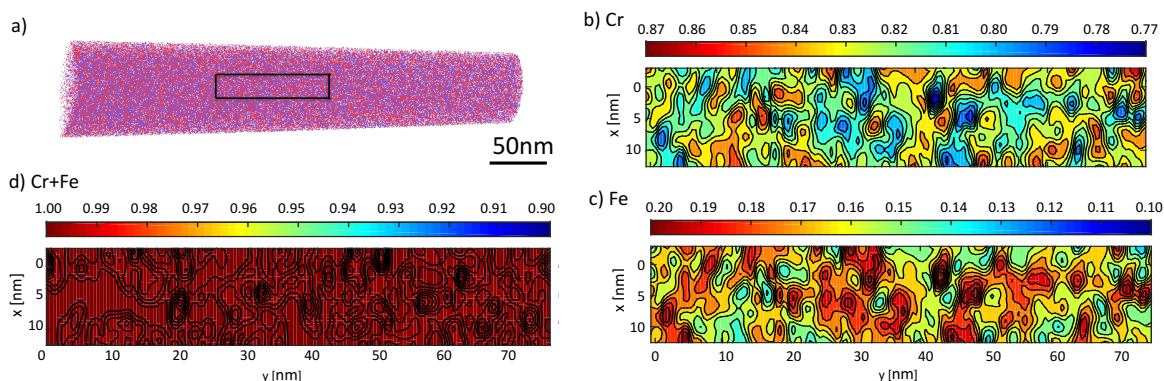 a)
50nm
b) Cr
0.87 0.86 0.85 0.84 0.83 0.82 0.81 0.80 0.79 0.78 0.77
x [nm]
0
5
10
d) Cr+Fe
1.00 0.99 0.98 0.97 0.96 0.95 0.94 0.93 0.92 0.91 0.90
x [nm]
0
5
10
0 10 20 30 40 50 60 70
y [nm]
c) Fe
0.20 0.19 0.18 0.17 0.16 0.15 0.14 0.13 0.12 0.11 0.10
x [nm]
0
5
10
0 10 20 30 40 50 60 70
y [nm]